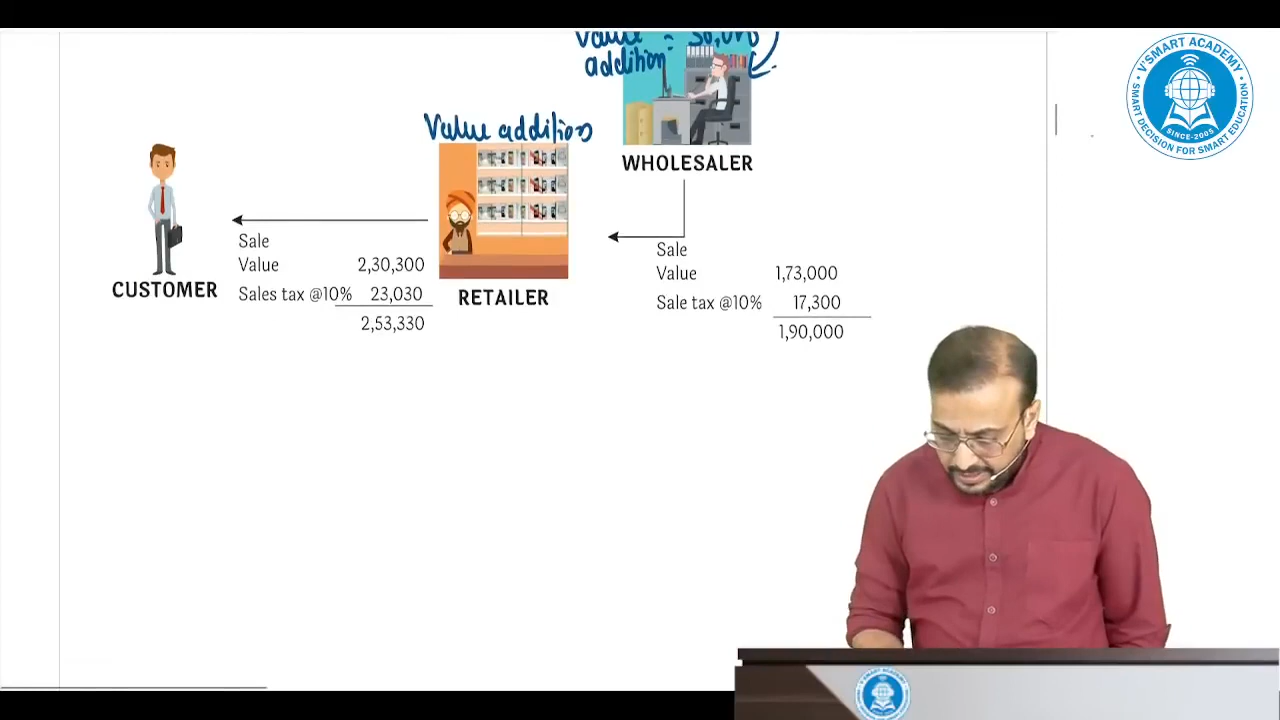 Value = 30,000
addition
Value addition
WHOLESALER
Sale
Value 1,73,000
Sale tax @10% 17,300
1,90,000
Sale
Value 2,30,300
Sales tax @10% 23,030
2,53,330
CUSTOMER
RETAILER
V'SMART ACADEMY
SMART DECISION FOR SMART EDUCATION
SINCE-2005